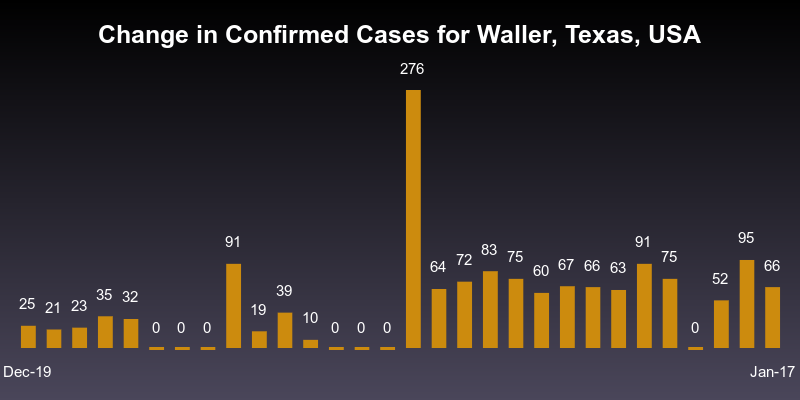 Change in Confirmed Cases for Waller, Texas, USA
25 21 23 35 32 0 0 0 91 19 39 10 0 0 0 276 64 72 83 75 60 67 66 63 91 75 0 52 95 66
Dec-19 Jan-17